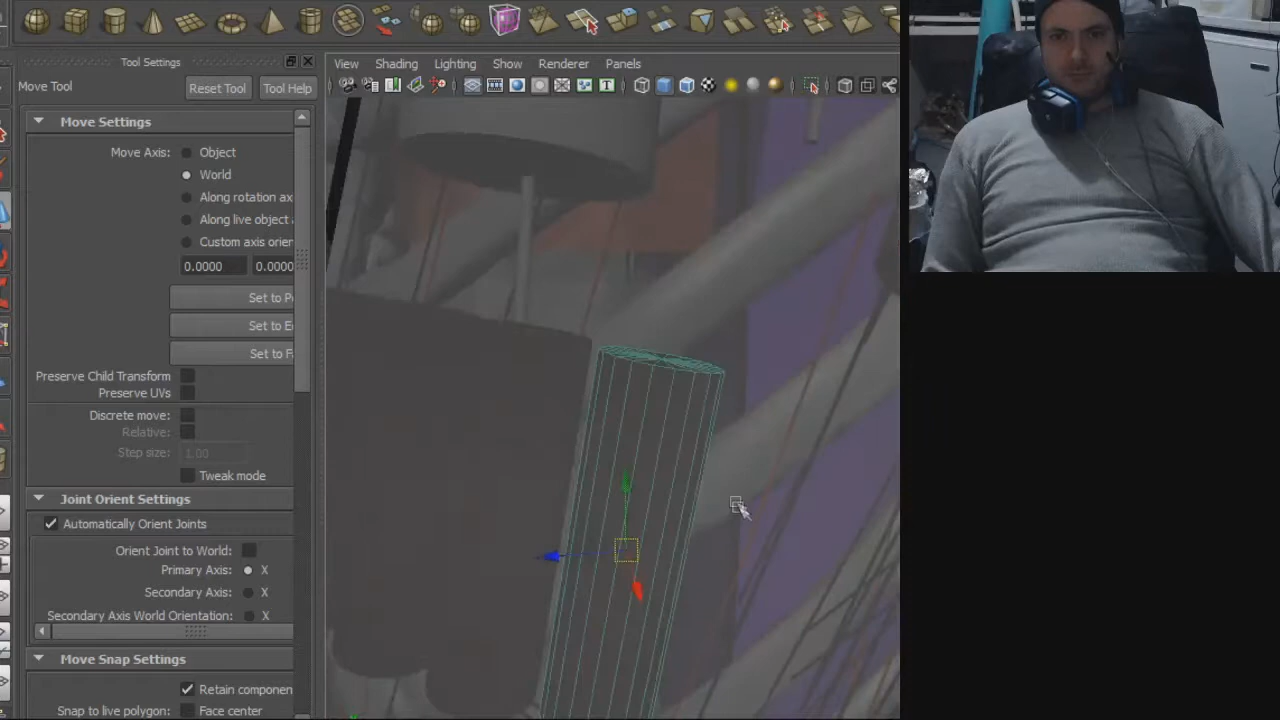 Tool Settings
View Shading Lighting Show Renderer Panels
Move Tool
Reset Tool Tool Help
Move Settings
Move Axis: Object
World
Along rotation ax
Along live object
Custom axis orien
0.0000 0.0000
Set to P
Set to E
Set to F
Preserve Child Transform
Preserve UVs
Discrete move:
Relative:
Step size: 1.00
Tweak mode
Joint Orient Settings
Automatically Orient Joints
Orient Joint to World:
Primary Axis: X
Secondary Axis: X
Secondary Axis World Orientation: X
Move Snap Settings
Retain componen
Snap to live polygon: Face center